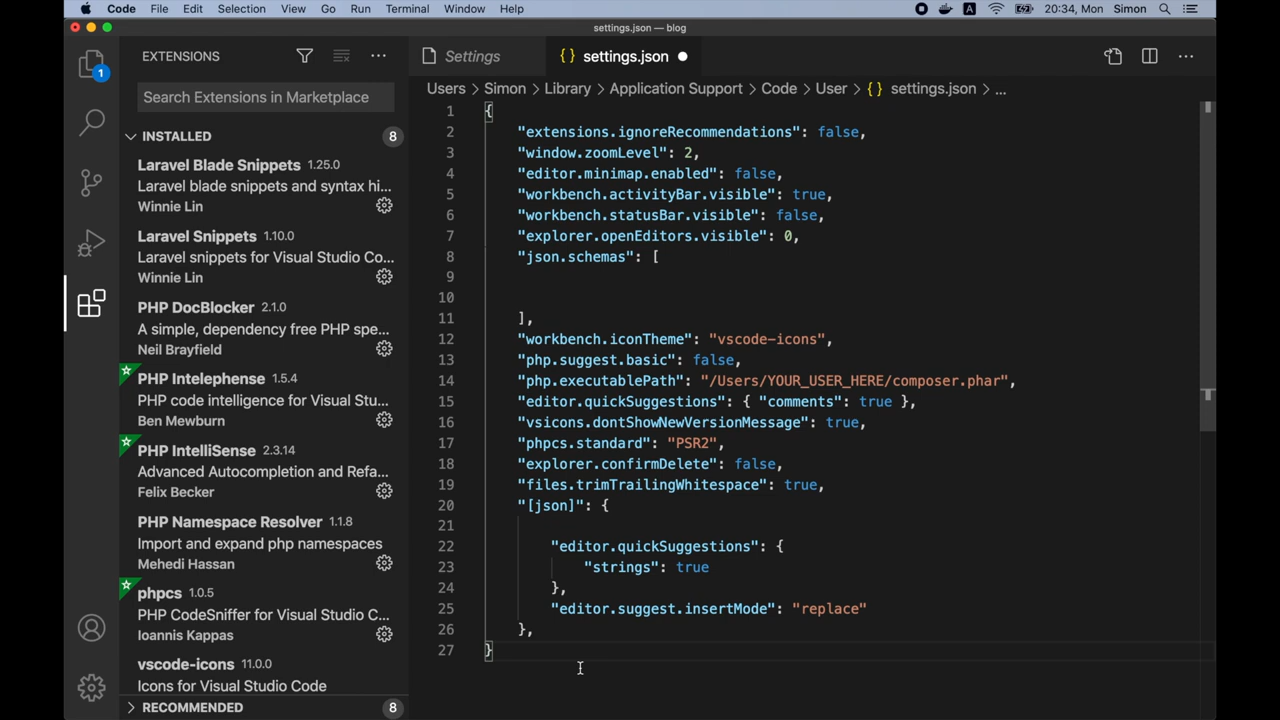 Code File Edit Selection View Go Run Terminal Window Help A 20:34, Mon Simon
settings.json — blog
EXTENSIONS
Settings
{} settings.json
1
Search Extensions in Marketplace
Users > Simon > Library > Application Support > Code > User > {} settings.json > ...
INSTALLED 8
Laravel Blade Snippets 1.25.0
Laravel blade snippets and syntax hi...
Winnie Lin
Laravel Snippets 1.10.0
Laravel snippets for Visual Studio Co...
Winnie Lin
PHP DocBlocker 2.1.0
A simple, dependency free PHP spe...
Neil Brayfield
PHP Intelephense 1.5.4
PHP code intelligence for Visual Stu...
Ben Mewburn
PHP IntelliSense 2.3.14
Advanced Autocompletion and Refa...
Felix Becker
PHP Namespace Resolver 1.1.8
Import and expand php namespaces
Mehedi Hassan
phpcs 1.0.5
PHP CodeSniffer for Visual Studio C...
Ioannis Kappas
vscode-icons 11.0.0
Icons for Visual Studio Code
RECOMMENDED 8
1 {
2 "extensions.ignoreRecommendations": false,
3 "window.zoomLevel": 2,
4 "editor.minimap.enabled": false,
5 "workbench.activityBar.visible": true,
6 "workbench.statusBar.visible": false,
7 "explorer.openEditors.visible": 0,
8 "json.schemas": [
9
10
11 ],
12 "workbench.iconTheme": "vscode-icons",
13 "php.suggest.basic": false,
14 "php.executablePath": "/Users/YOUR_USER_HERE/composer.phar",
15 "editor.quickSuggestions": { "comments": true },
16 "vsicons.dontShowNewVersionMessage": true,
17 "phpcs.standard": "PSR2",
18 "explorer.confirmDelete": false,
19 "files.trimTrailingWhitespace": true,
20 "[json]": {
21
22 "editor.quickSuggestions": {
23 "strings": true
24 },
25 "editor.suggest.insertMode": "replace"
26 },
27 }